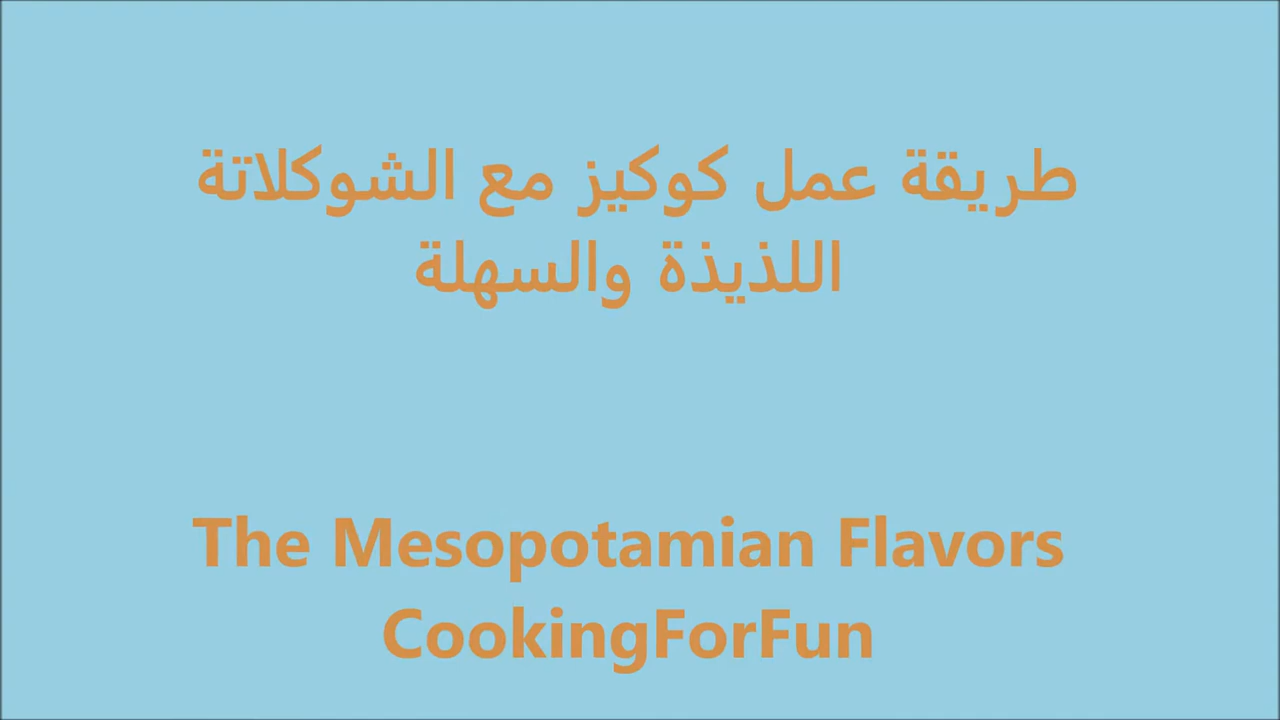 طريقة عمل كوكيز مع الشوكلاتة
اللذيذة والسهلة
The Mesopotamian Flavors
CookingForFun